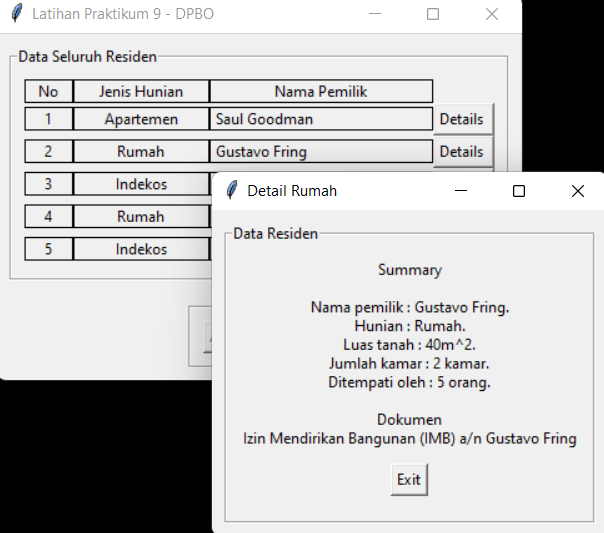 Latihan Praktikum 9 - DPBO
Data Seluruh Residen
No Jenis Hunian Nama Pemilik
1 Apartemen Saul Goodman Details
2 Rumah Gustavo Fring Details
3 Indekos
4 Rumah
5 Indekos
Detail Rumah
Data Residen
Summary
Nama pemilik : Gustavo Fring.
Hunian : Rumah.
Luas tanah : 40m^2.
Jumlah kamar : 2 kamar.
Ditempati oleh : 5 orang.
Dokumen
Izin Mendirikan Bangunan (IMB) a/n Gustavo Fring
Exit